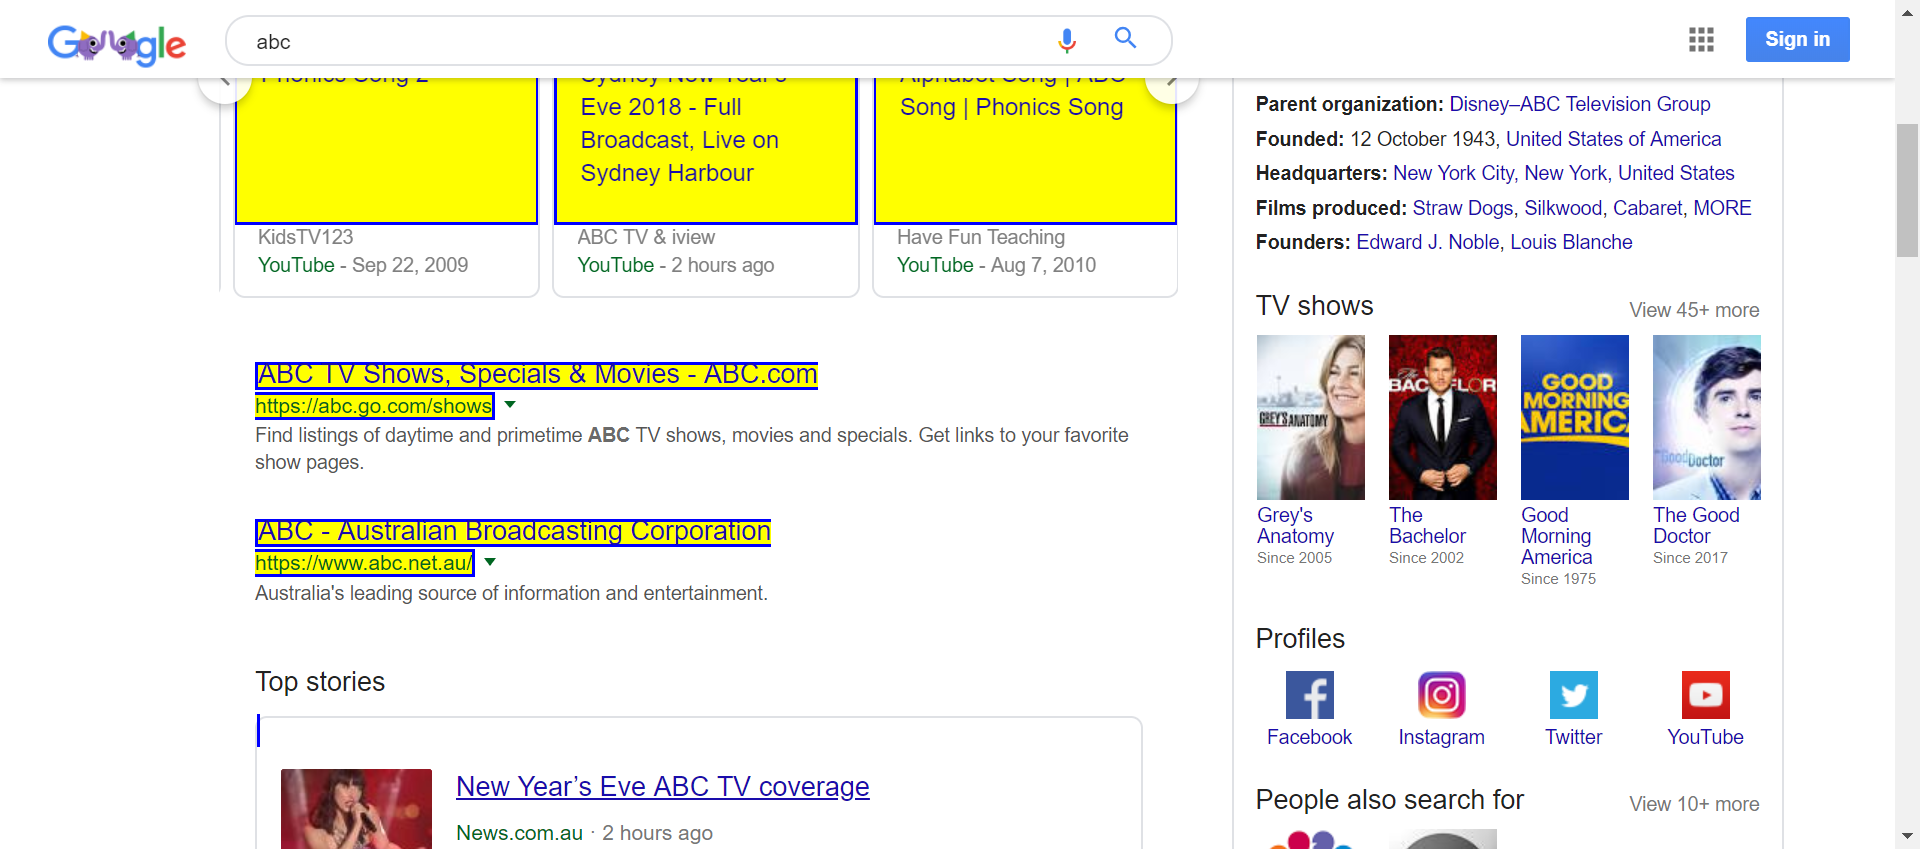 Google
abc
Sign in
Phonics Song 2
Sydney New Year's
Eve 2018 - Full
Broadcast, Live on
Sydney Harbour
Alphabet Song | ABC
Song | Phonics Song
KidsTV123
YouTube - Sep 22, 2009
ABC TV & iview
YouTube - 2 hours ago
Have Fun Teaching
YouTube - Aug 7, 2010
ABC TV Shows, Specials & Movies - ABC.com
https://abc.go.com/shows
Find listings of daytime and primetime ABC TV shows, movies and specials. Get links to your favorite
show pages.
ABC - Australian Broadcasting Corporation
https://www.abc.net.au/
Australia's leading source of information and entertainment.
Top stories
New Year’s Eve ABC TV coverage
News.com.au · 2 hours ago
Parent organization: Disney–ABC Television Group
Founded: 12 October 1943, United States of America
Headquarters: New York City, New York, United States
Films produced: Straw Dogs, Silkwood, Cabaret, MORE
Founders: Edward J. Noble, Louis Blanche
TV shows
View 45+ more
GREY'S ANATOMY
The
BACHELOR
GOOD
MORNING
AMERICA
Good Doctor
Grey's
Anatomy
Since 2005
The
Bachelor
Since 2002
Good
Morning
America
Since 1975
The Good
Doctor
Since 2017
Profiles
Facebook
Instagram
Twitter
YouTube
People also search for
View 10+ more